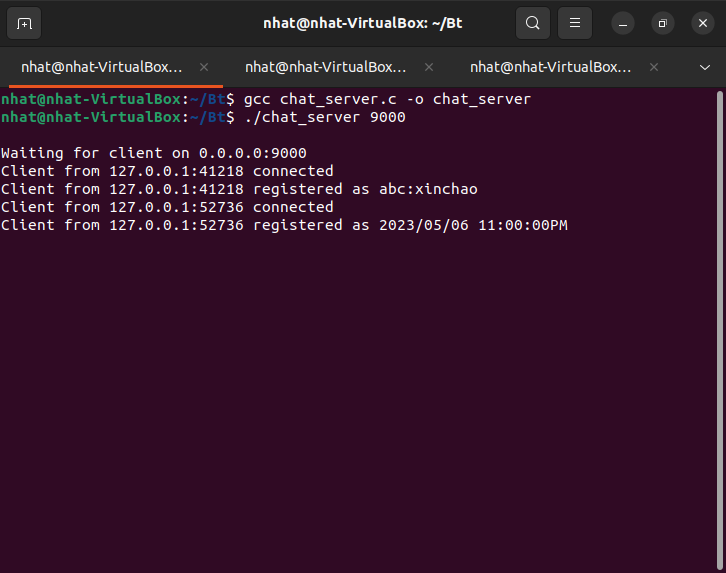 nhat@nhat-VirtualBox: ~/Bt
nhat@nhat-VirtualBox... nhat@nhat-VirtualBox... nhat@nhat-VirtualBox...
nhat@nhat-VirtualBox:~/Bt$ gcc chat_server.c -o chat_server
nhat@nhat-VirtualBox:~/Bt$ ./chat_server 9000
Waiting for client on 0.0.0.0:9000
Client from 127.0.0.1:41218 connected
Client from 127.0.0.1:41218 registered as abc:xinchao
Client from 127.0.0.1:52736 connected
Client from 127.0.0.1:52736 registered as 2023/05/06 11:00:00PM